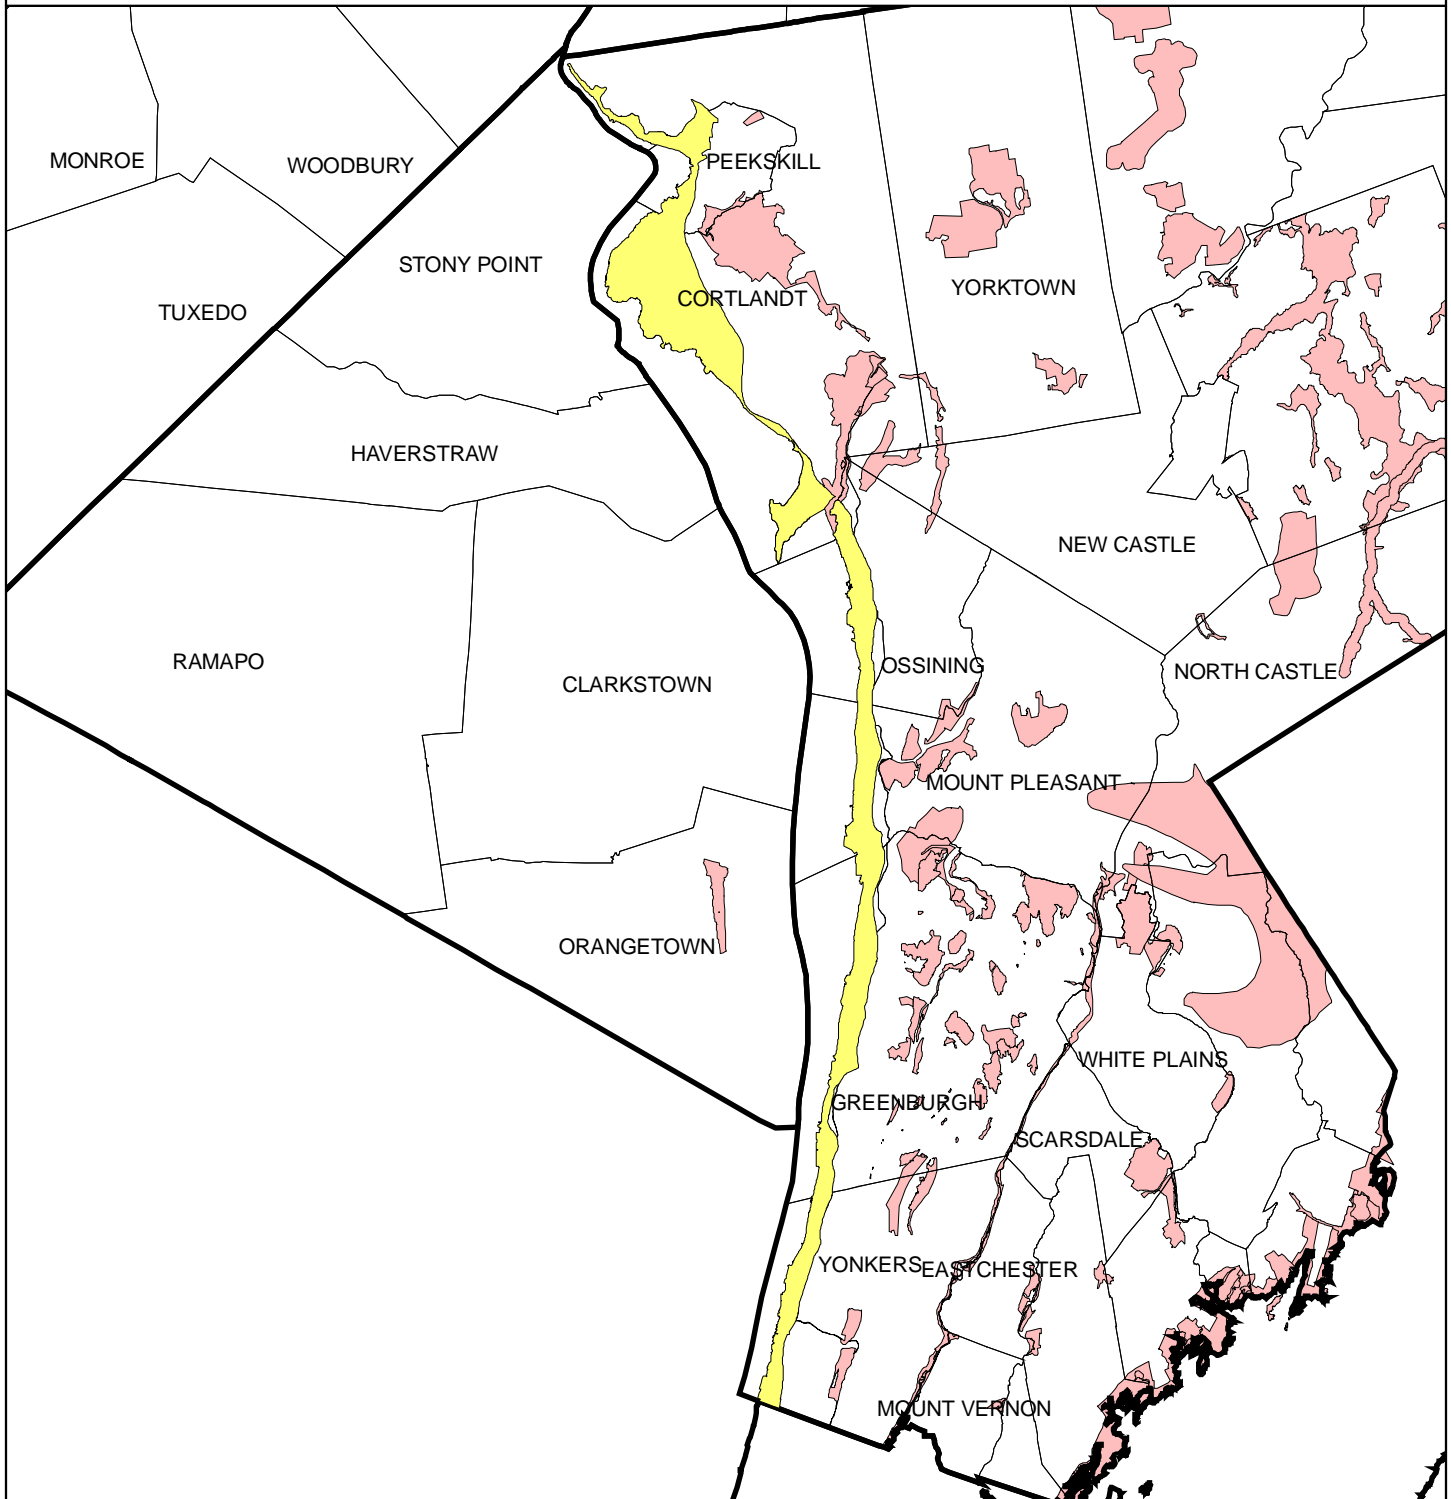 MONROE
WOODBURY
PEEKSKILL
STONY POINT
TUXEDO
CORTLANDT
YORKTOWN
HAVERSTRAW
NEW CASTLE
RAMAPO
CLARKSTOWN
OSSINING
NORTH CASTLE
MOUNT PLEASANT
ORANGETOWN
WHITE PLAINS
GREENBURGH
SCARSDALE
YONKERS
EASTCHESTER
MOUNT VERNON